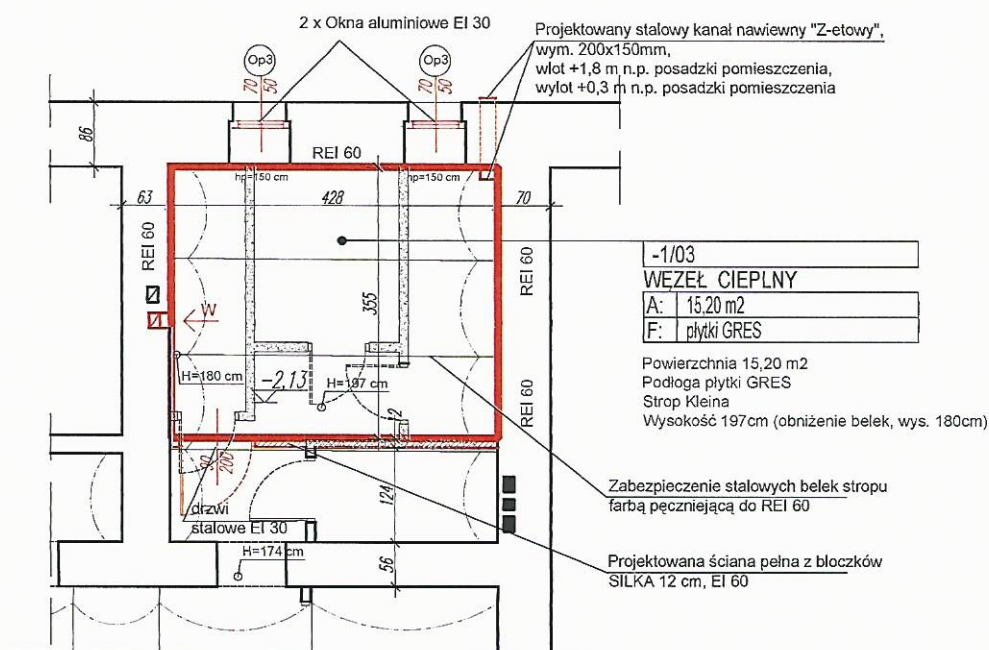 2 x Okna aluminiowe EI 30
Projektowany stalowy kanał nawiewny "Z-etowy",
wym. 200x150mm,
wlot +1,8 m n.p. posadzki pomieszczenia,
wylot +0,3 m n.p. posadzki pomieszczenia
Op3
70
50
Op3
70
50
86
REI 60
hp=150 cm
hp=150 cm
63
428
70
REI 60
REI 60
-1/03
WĘZEŁ CIEPLNY
A: 15,20 m2
F: płytki GRES
355
W
Powierzchnia 15,20 m2
Podłoga płytki GRES
Strop Kleina
Wysokość 197cm (obniżenie belek, wys. 180cm)
H=180 cm
-2,13
H=197 cm
REI 60
12
90
200
124
Zabezpieczenie stalowych belek stropu
farbą pęczniejącą do REI 60
drzwi
stalowe EI 30
H=174 cm
56
Projektowana ściana pełna z bloczków
SILKA 12 cm, EI 60